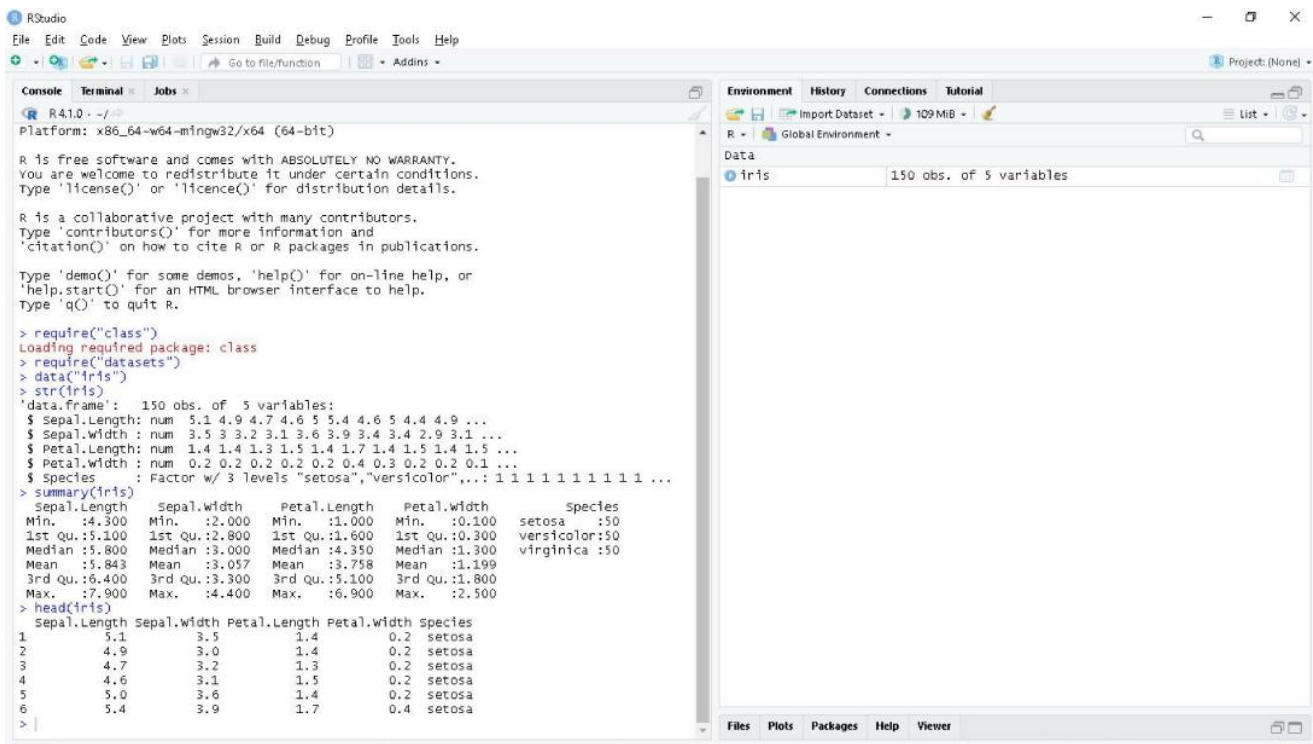 RStudio
File Edit Code View Plots Session Build Debug Profile Tools Help
Go to file/function Addins Project: (None)
Console Terminal Jobs
R 4.1.0 · ~/
Platform: x86_64-w64-mingw32/x64 (64-bit)
R is free software and comes with ABSOLUTELY NO WARRANTY.
You are welcome to redistribute it under certain conditions.
Type 'license()' or 'licence()' for distribution details.
R is a collaborative project with many contributors.
Type 'contributors()' for more information and
'citation()' on how to cite R or R packages in publications.
Type 'demo()' for some demos, 'help()' for on-line help, or
'help.start()' for an HTML browser interface to help.
Type 'q()' to quit R.
> require("class")
Loading required package: class
> require("datasets")
> data("iris")
> str(iris)
'data.frame':   150 obs. of  5 variables:
 $ Sepal.Length: num  5.1 4.9 4.7 4.6 5 5.4 4.6 5 4.4 4.9 ...
 $ Sepal.Width : num  3.5 3 3.2 3.1 3.6 3.9 3.4 3.4 2.9 3.1 ...
 $ Petal.Length: num  1.4 1.4 1.3 1.5 1.4 1.7 1.4 1.5 1.4 1.5 ...
 $ Petal.Width : num  0.2 0.2 0.2 0.2 0.2 0.4 0.3 0.2 0.2 0.1 ...
 $ Species     : Factor w/ 3 levels "setosa","versicolor",..: 1 1 1 1 1 1 1 1 1 1 ...
> summary(iris)
  Sepal.Length    Sepal.Width     Petal.Length    Petal.Width          Species
 Min.   :4.300   Min.   :2.000   Min.   :1.000   Min.   :0.100   setosa    :50
 1st Qu.:5.100   1st Qu.:2.800   1st Qu.:1.600   1st Qu.:0.300   versicolor:50
 Median :5.800   Median :3.000   Median :4.350   Median :1.300   virginica :50
 Mean   :5.843   Mean   :3.057   Mean   :3.758   Mean   :1.199
 3rd Qu.:6.400   3rd Qu.:3.300   3rd Qu.:5.100   3rd Qu.:1.800
 Max.   :7.900   Max.   :4.400   Max.   :6.900   Max.   :2.500
> head(iris)
  Sepal.Length Sepal.Width Petal.Length Petal.Width Species
1          5.1         3.5          1.4         0.2  setosa
2          4.9         3.0          1.4         0.2  setosa
3          4.7         3.2          1.3         0.2  setosa
4          4.6         3.1          1.5         0.2  setosa
5          5.0         3.6          1.4         0.2  setosa
6          5.4         3.9          1.7         0.4  setosa
>
Environment History Connections Tutorial
Import Dataset 109 MiB List
R Global Environment
Data
iris 150 obs. of 5 variables
Files Plots Packages Help Viewer